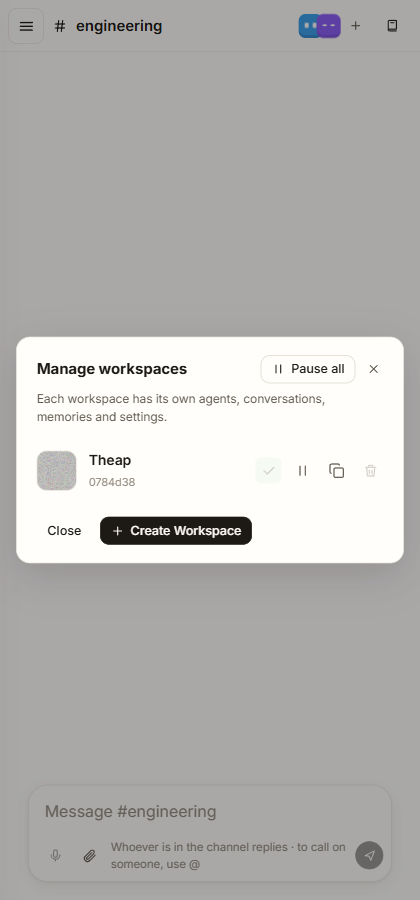 # engineering
Manage workspaces
Pause all
Each workspace has its own agents, conversations,
memories and settings.
Theap
0784d38
Close
Create Workspace
Message #engineering
Whoever is in the channel replies · to call on
someone, use @